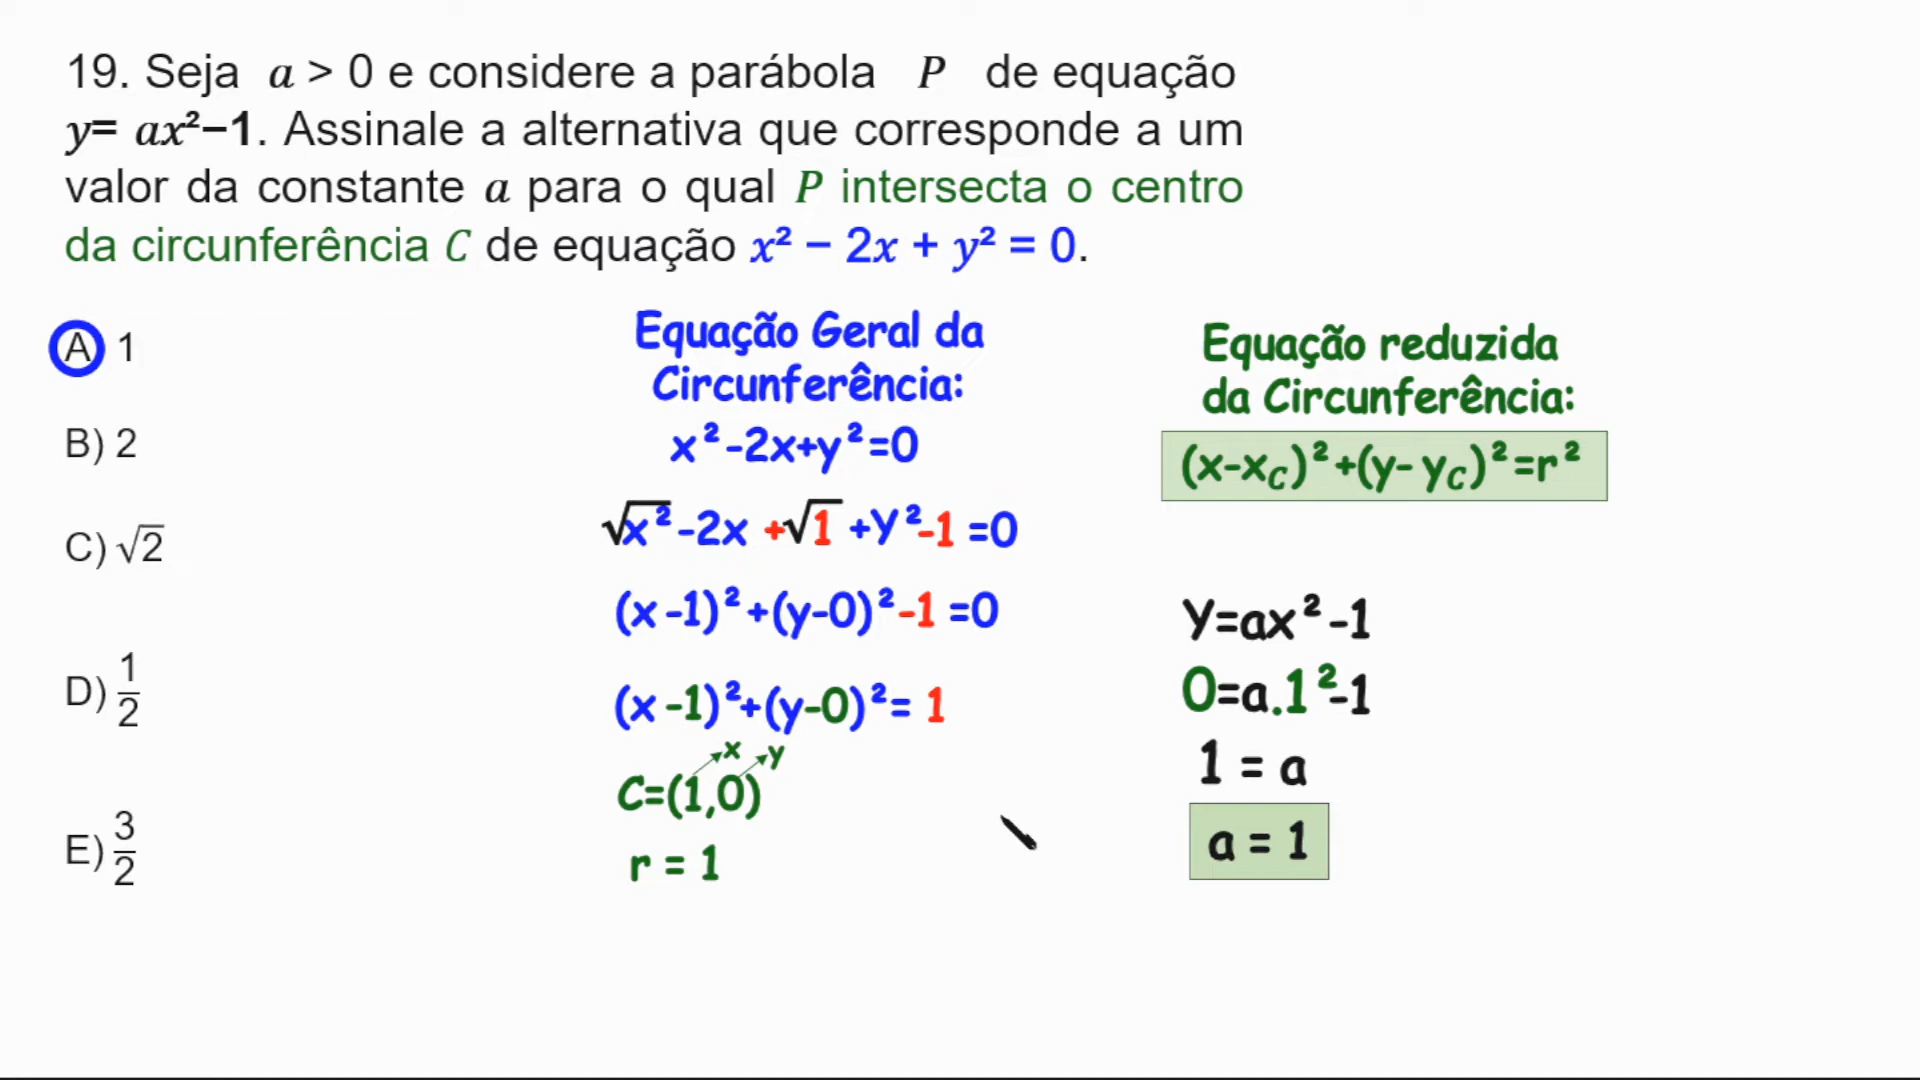 19. Seja a > 0 e considere a parábola P de equação
y= ax²−1. Assinale a alternativa que corresponde a um
valor da constante a para o qual P intersecta o centro
da circunferência C de equação x² − 2x + y² = 0.
A) 1
B) 2
C) √2
D) 1/2
E) 3/2
Equação Geral da
Circunferência:
x²-2x+y²=0
√x²-2x +√1 +Y²-1 =0
(x-1)²+(y-0)²-1 =0
(x-1)²+(y-0)²= 1
x y
C=(1,0)
r = 1
Equação reduzida
da Circunferência:
(x-x_C)²+(y-y_C)²=r²
Y=ax²-1
0=a.1²-1
1 = a
a = 1